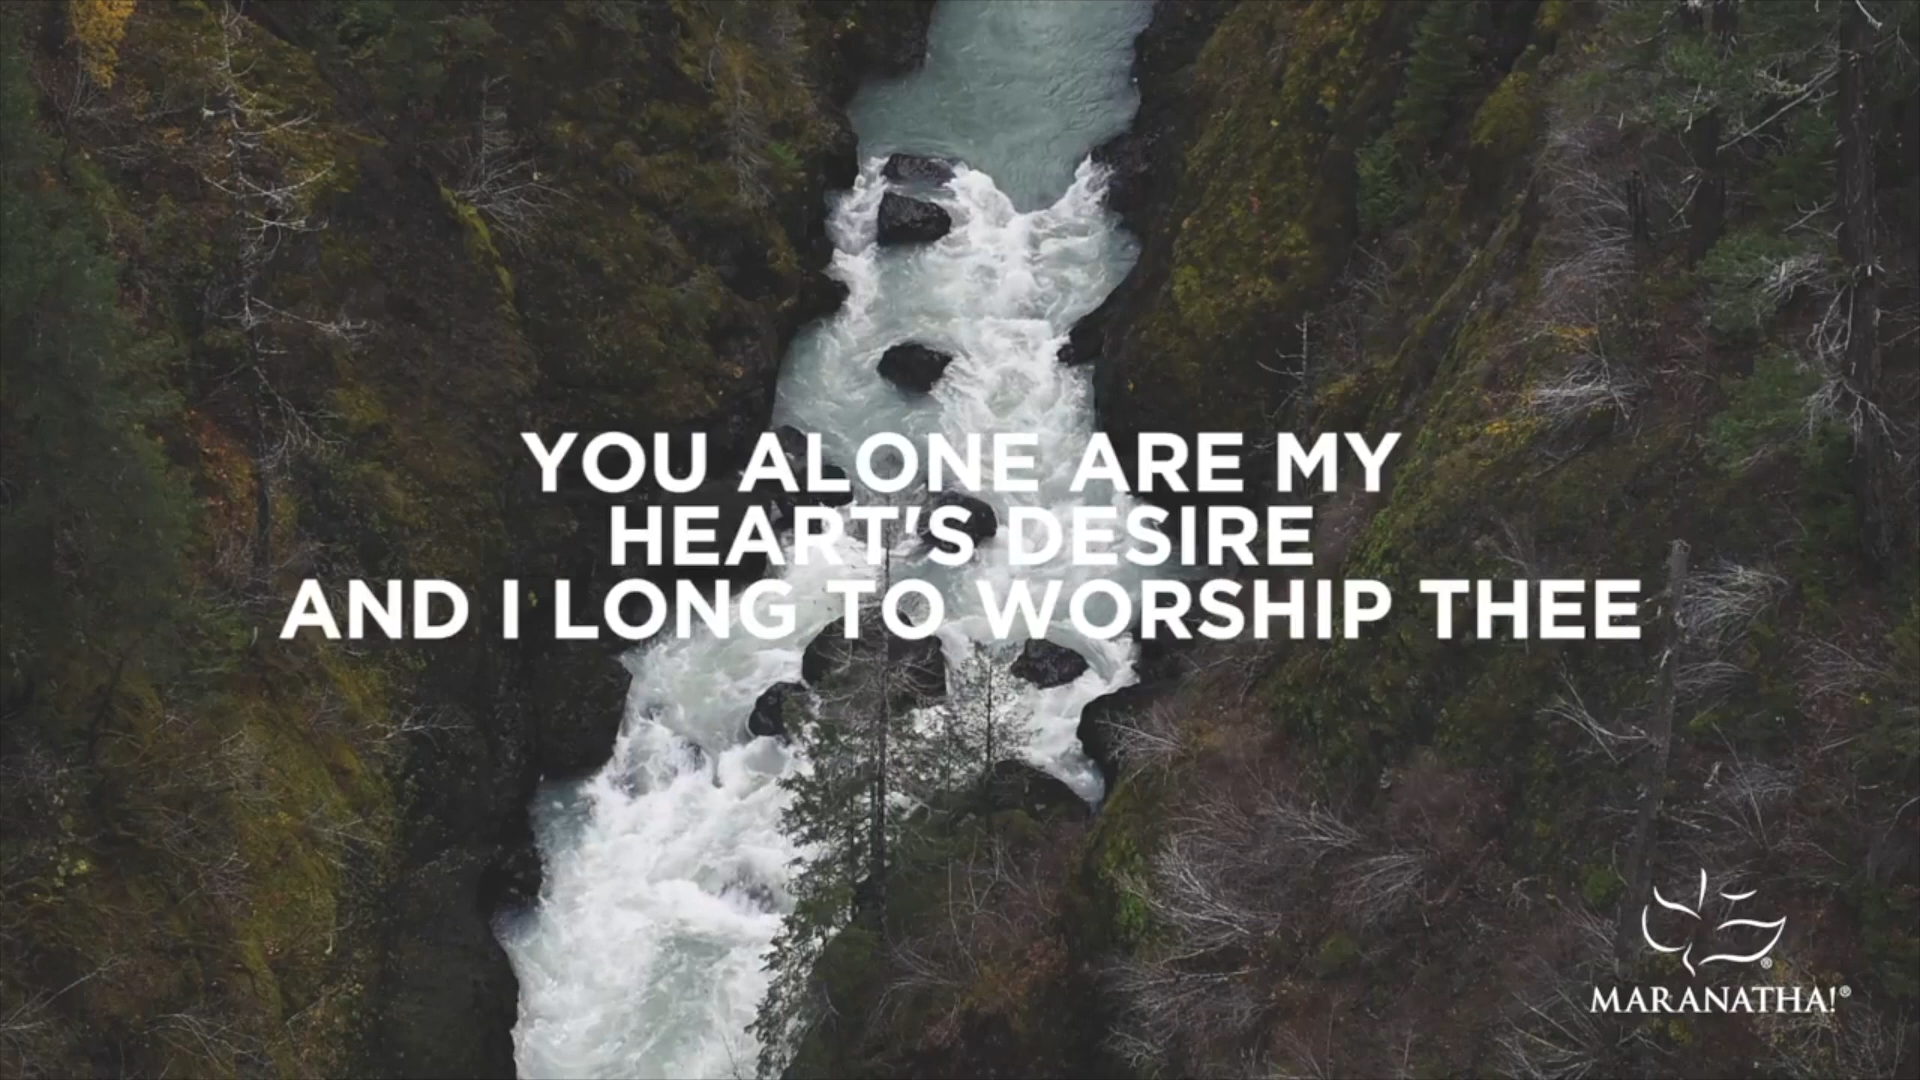 YOU ALONE ARE MY
HEART'S DESIRE
AND I LONG TO WORSHIP THEE
MARANATHA!®